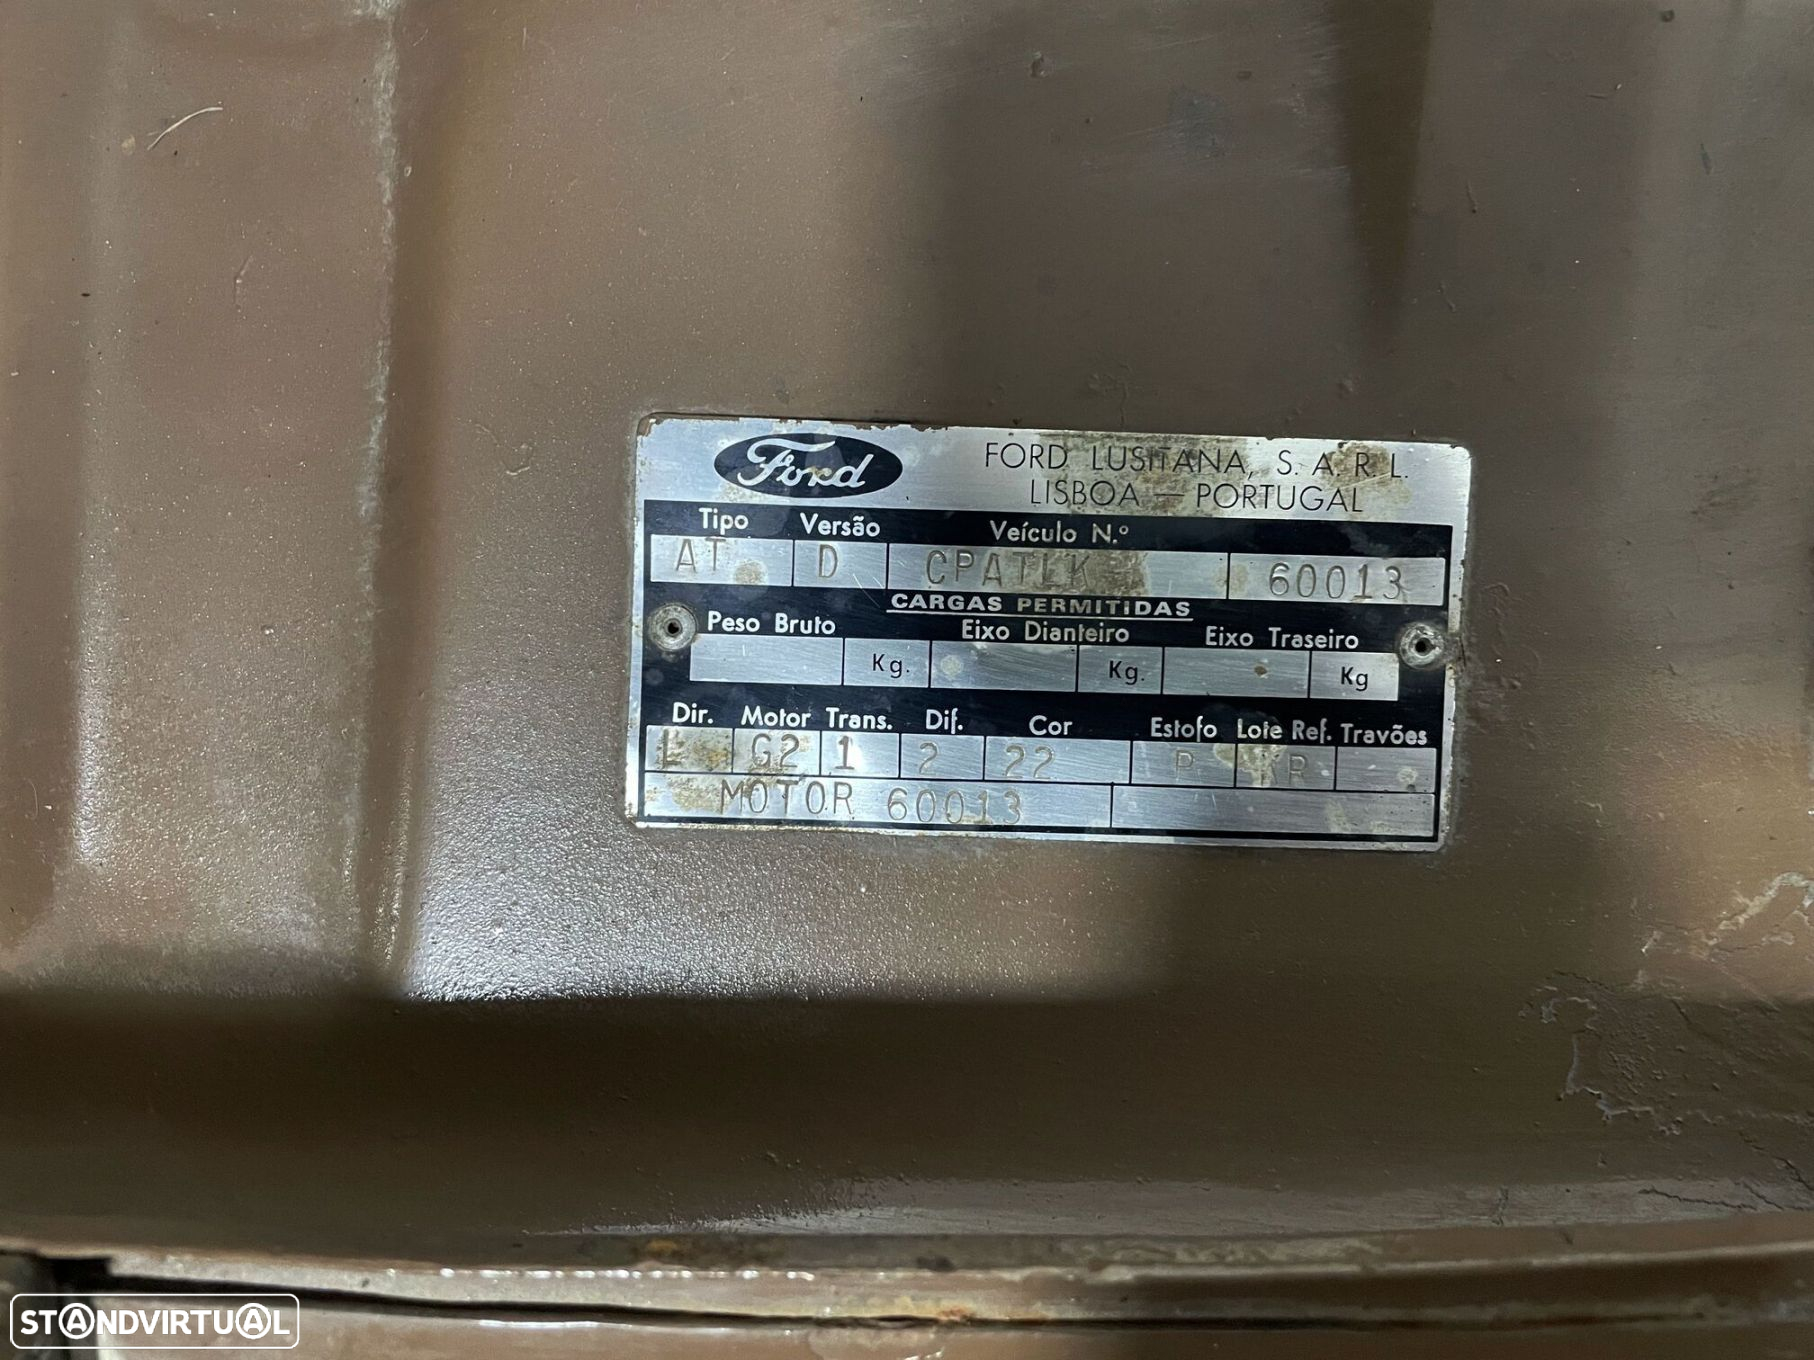 Ford
FORD LUSITANA, S. A. R. L.
LISBOA — PORTUGAL
Tipo Versão Veículo N.º
AT D CPATLK 60013
CARGAS PERMITIDAS
Peso Bruto Eixo Dianteiro Eixo Traseiro
Kg. Kg. Kg
Dir. Motor Trans. Dif. Cor Estofo Lote Ref. Travões
L G2 1 2 22 P KR
MOTOR 60013
STANDVIRTUAL